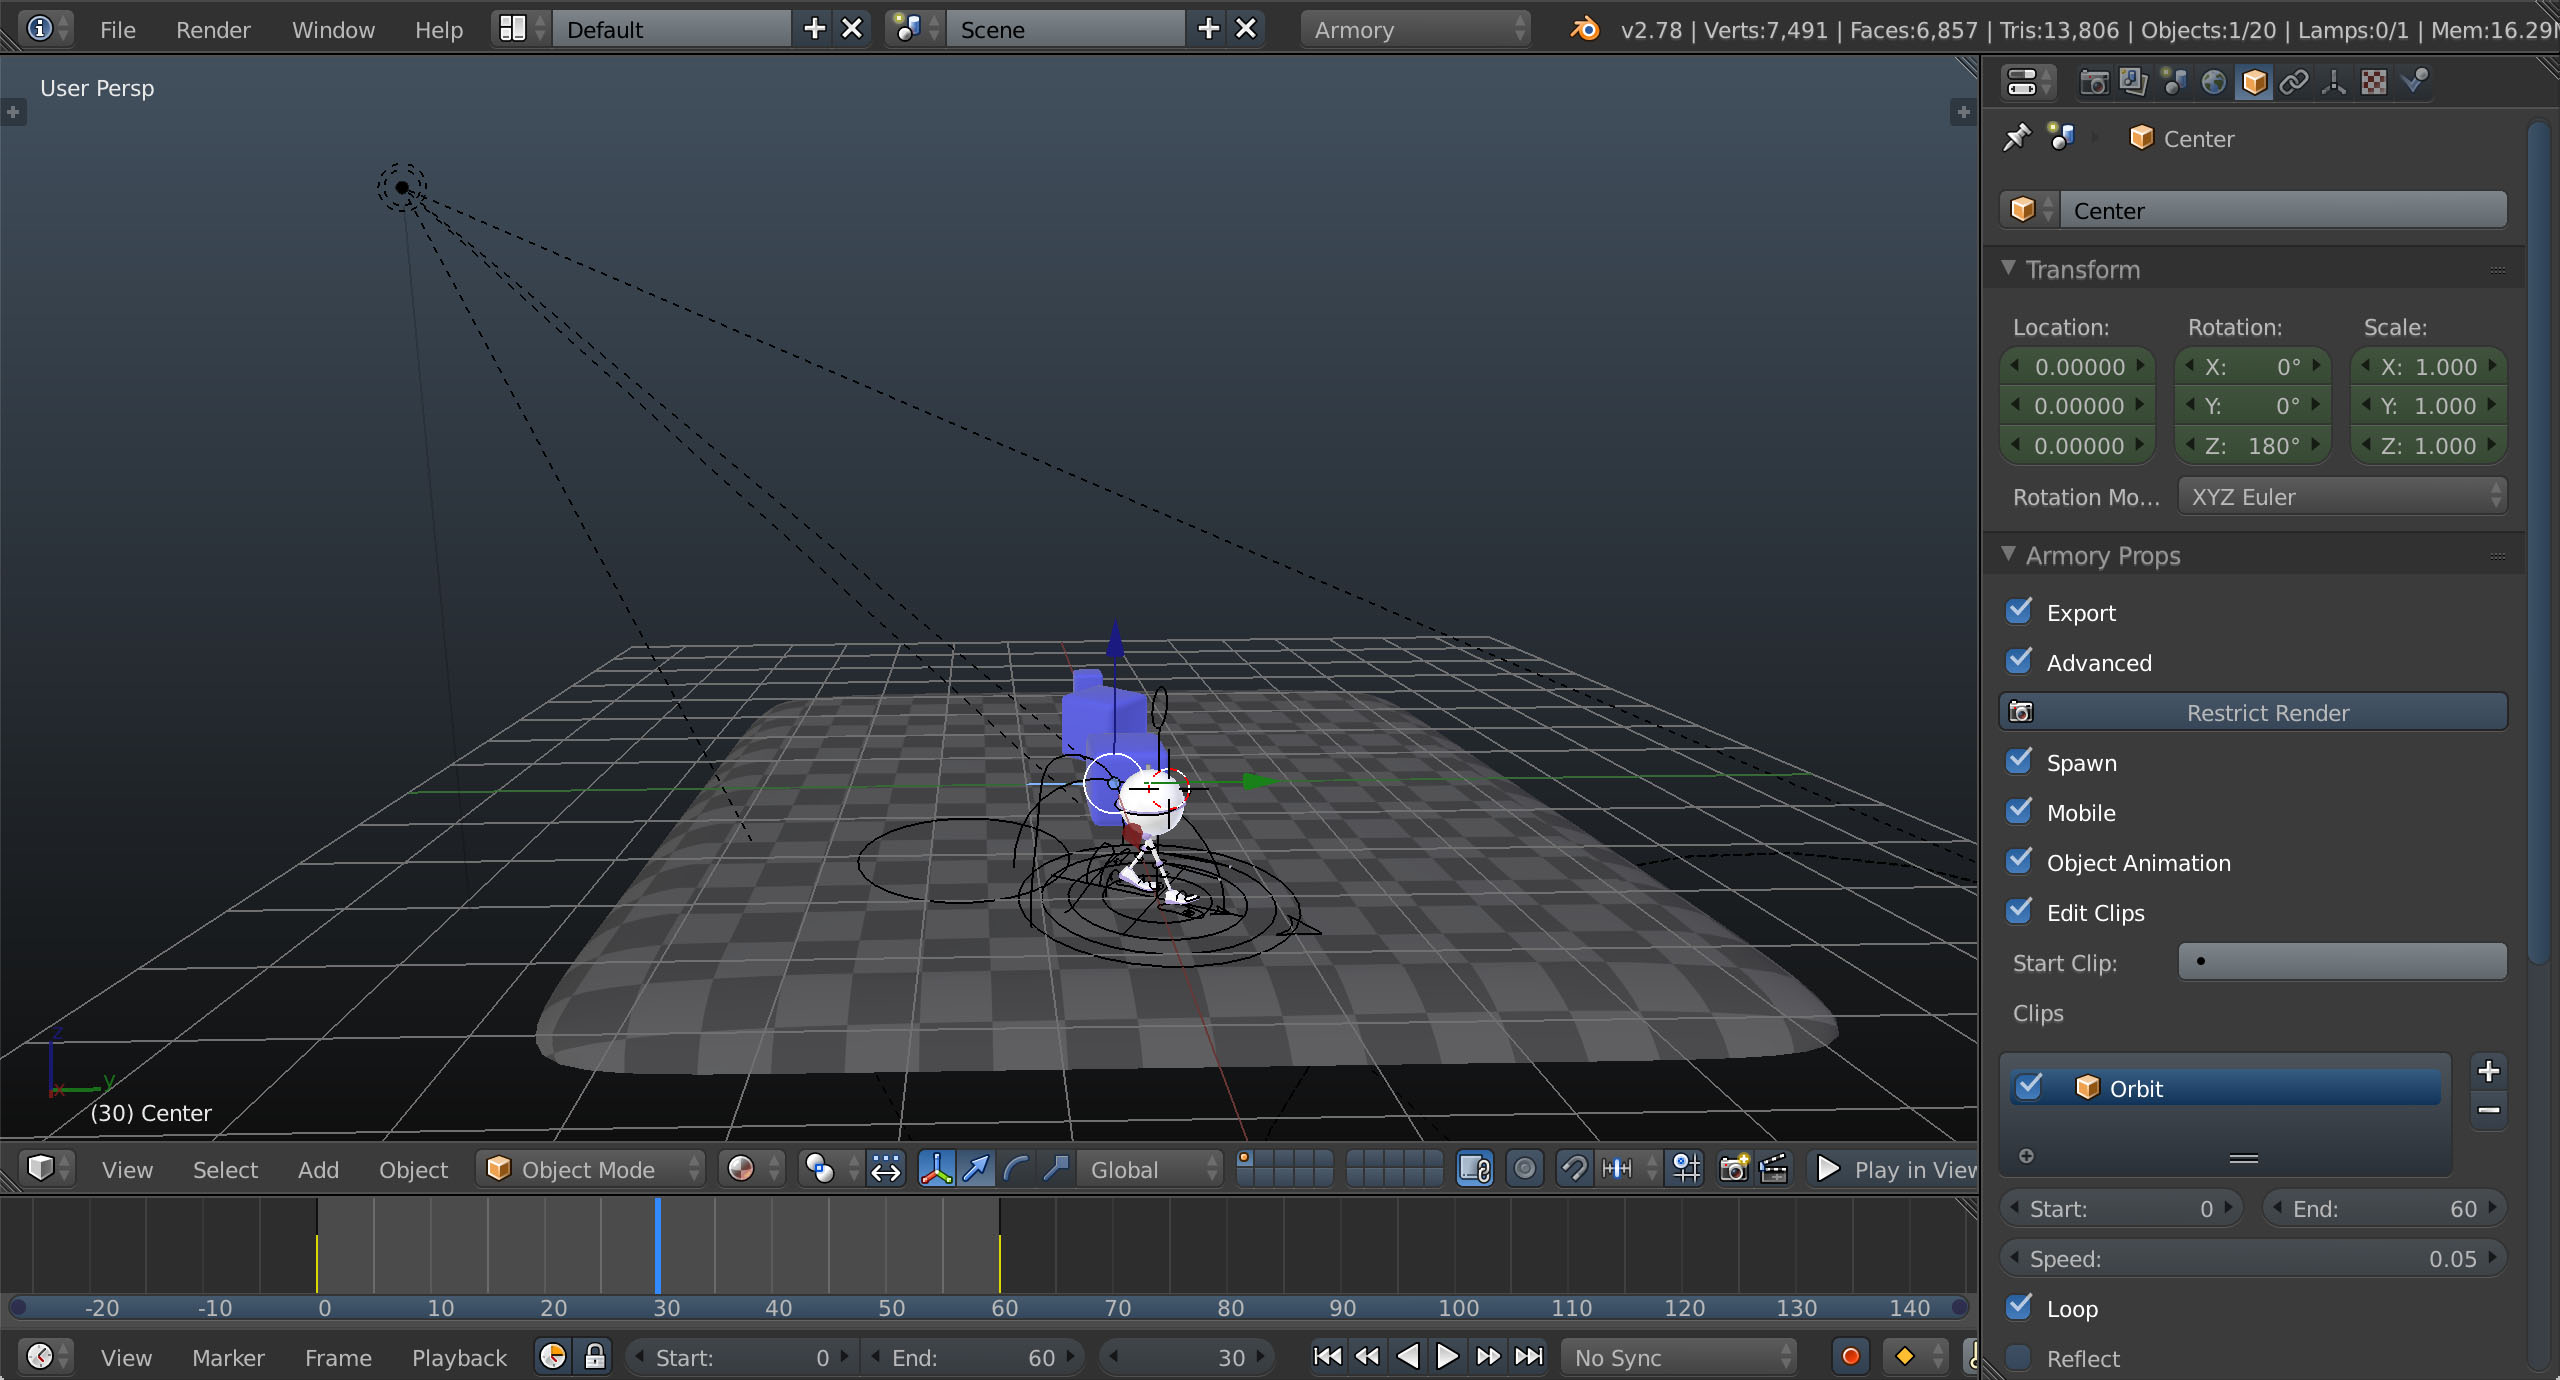 File Render Window Help Default Scene Armory v2.78 | Verts:7,491 | Faces:6,857 | Tris:13,806 | Objects:1/20 | Lamps:0/1 | Mem:16.29
User Persp
Center
Center
Transform
Location: Rotation: Scale:
0.00000 X: 0° X: 1.000
0.00000 Y: 0° Y: 1.000
0.00000 Z: 180° Z: 1.000
Rotation Mo... XYZ Euler
Armory Props
Export
Advanced
Restrict Render
Spawn
Mobile
Object Animation
Edit Clips
Start Clip:
Clips
Orbit
Start: 0 End: 60
Speed: 0.05
Loop
Reflect
z
x y
(30) Center
View Select Add Object Object Mode Global Play in View
-20 -10 0 10 20 30 40 50 60 70 80 90 100 110 120 130 140
View Marker Frame Playback Start: 0 End: 60 30 No Sync